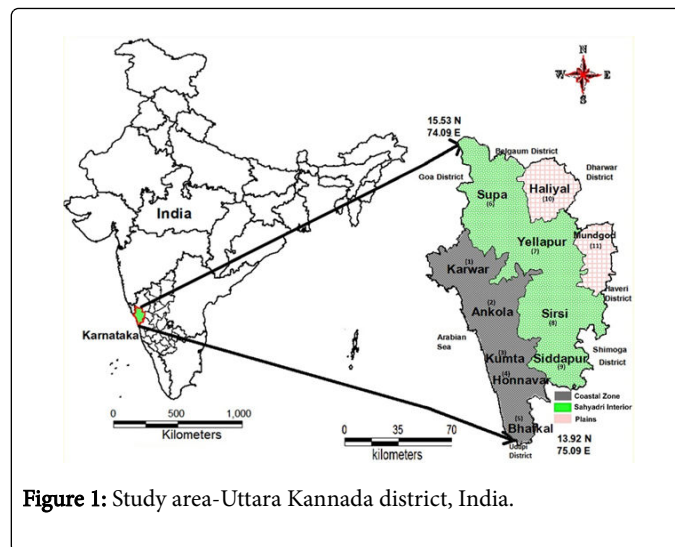 N
W E
S
15.53 N
74.09 E
Belgaum District
Goa District
Dharwar
District
Supa
(6)
Haliyal
(10)
India
Yellapur
(7)
Mundgod
(11)
Karwar
(1)
Haveri
District
Ankola
(2)
Sirsi
(8)
Karnataka
Arabian
Sea
Kumta
(3)
Siddapur
(9)
Shimoga
District
(4)
Honnavar
Coastal Zone
Sahyadri Interior
Plains
(5)
Bhatkal
Udupi
District
13.92 N
75.09 E
0 500 1,000
Kilometers
0 35 70
kilometers
Figure 1: Study area-Uttara Kannada district, India.